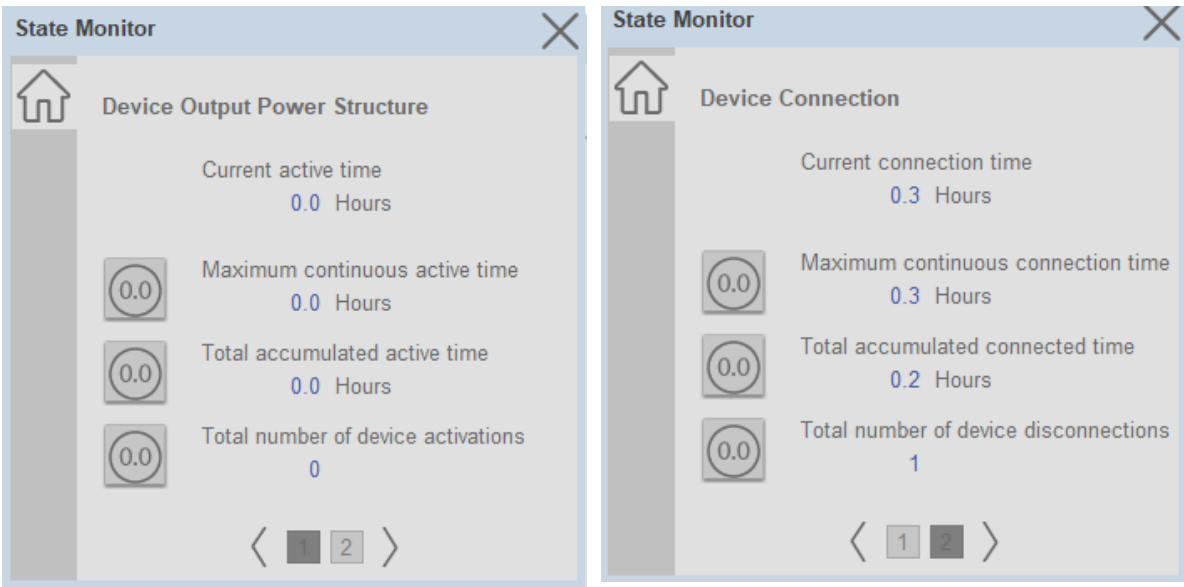 State Monitor
Device Output Power Structure
Current active time
0.0 Hours
0.0
Maximum continuous active time
0.0 Hours
0.0
Total accumulated active time
0.0 Hours
0.0
Total number of device activations
0
1 2
State Monitor
Device Connection
Current connection time
0.3 Hours
0.0
Maximum continuous connection time
0.3 Hours
0.0
Total accumulated connected time
0.2 Hours
0.0
Total number of device disconnections
1
1 2